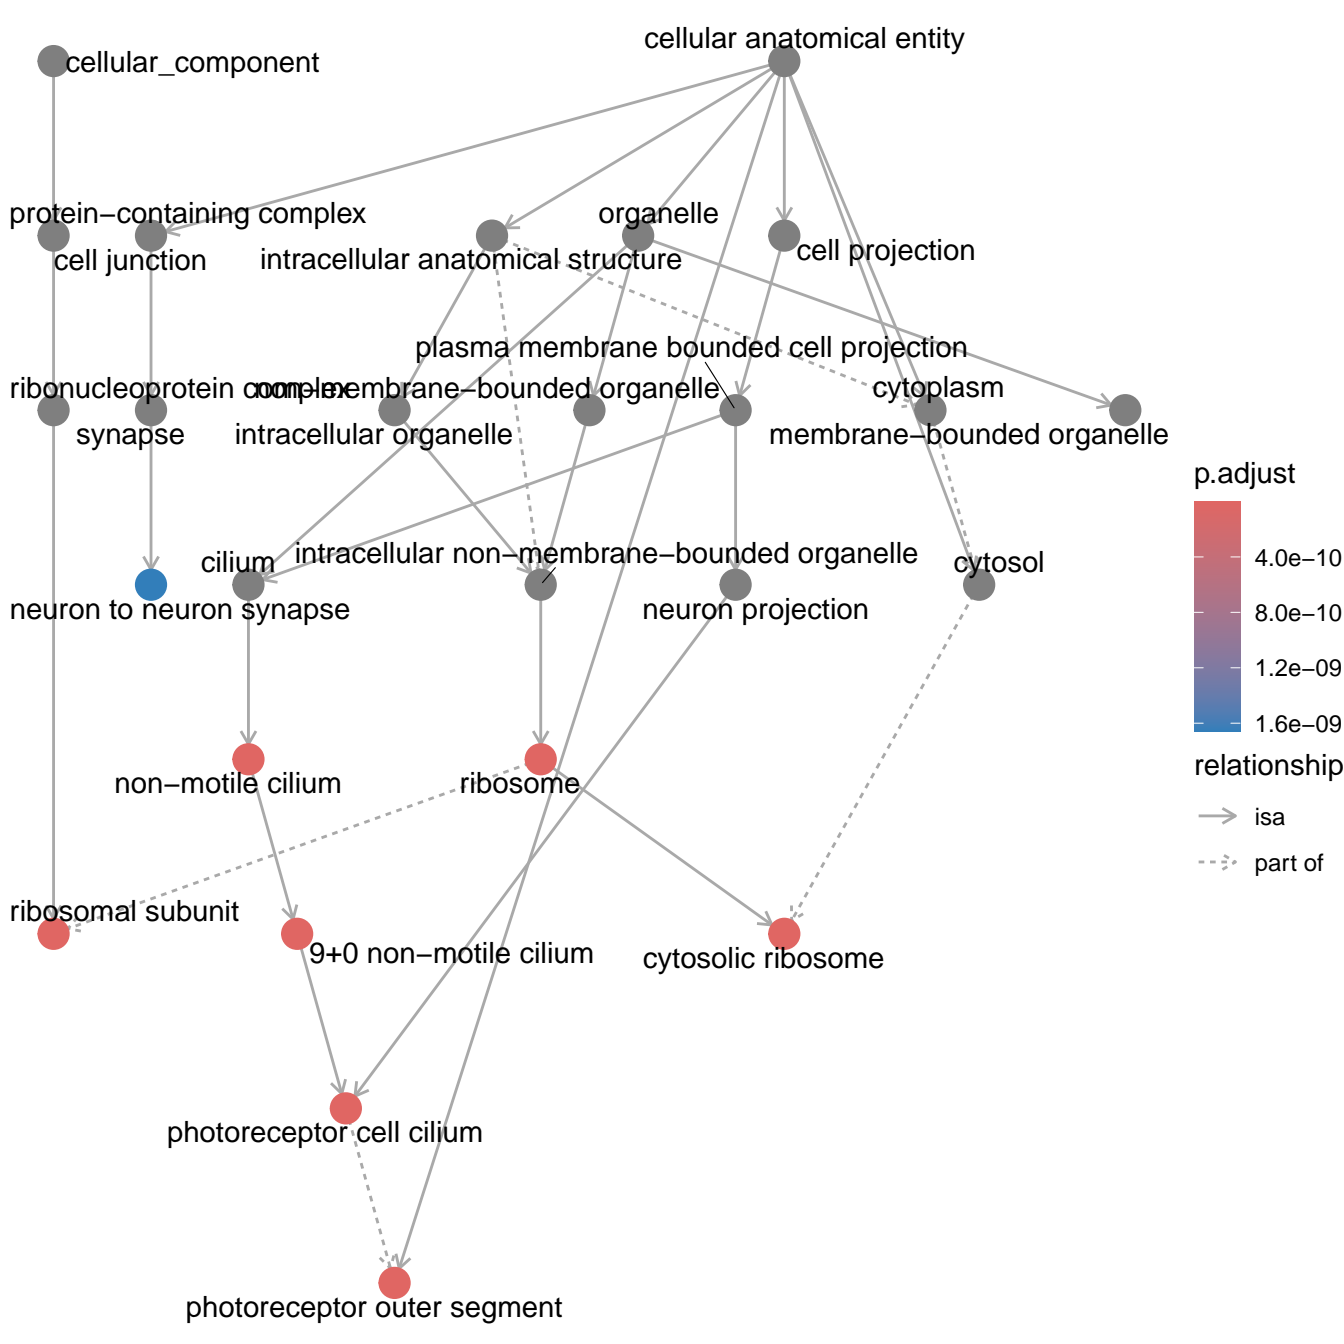 cellular anatomical entity
cellular_component
protein−containing complex
organelle
cell junction
intracellular anatomical structure
cell projection
plasma membrane bounded cell projection
ribonucleoprotein complex
non−membrane−bounded organelle
cytoplasm
synapse
intracellular organelle
membrane−bounded organelle
p.adjust
4.0e−10
8.0e−10
1.2e−09
1.6e−09
cilium
intracellular non−membrane−bounded organelle
cytosol
neuron to neuron synapse
neuron projection
relationship
isa
part of
non−motile cilium
ribosome
ribosomal subunit
9+0 non−motile cilium
cytosolic ribosome
photoreceptor cell cilium
photoreceptor outer segment